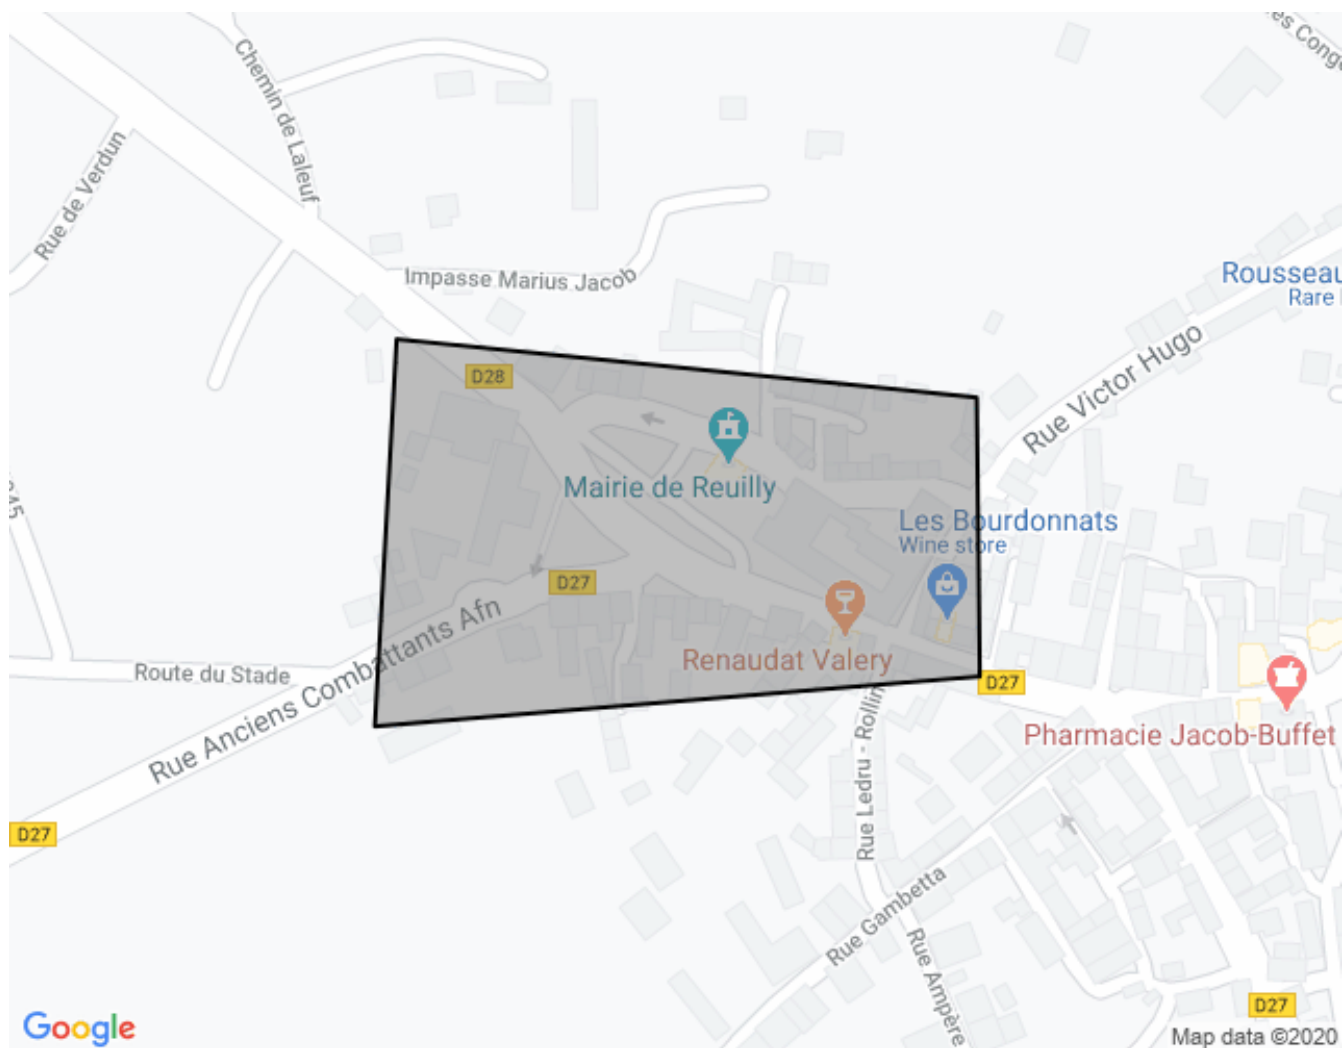 Chemin de Laleuf
Rue de Verdun
Impasse Marius Jacob
Rousseau
Rare
Rue Victor Hugo
D28
Mairie de Reuilly
Les Bourdonnats
Wine store
D27
Renaudat Valery
Route du Stade
Rue Anciens Combattants Afn
D27
Pharmacie Jacob-Buffet
Rue Ledru - Rollin
D27
Rue Gambetta
Rue Ampère
D27
Google
Map data ©2020